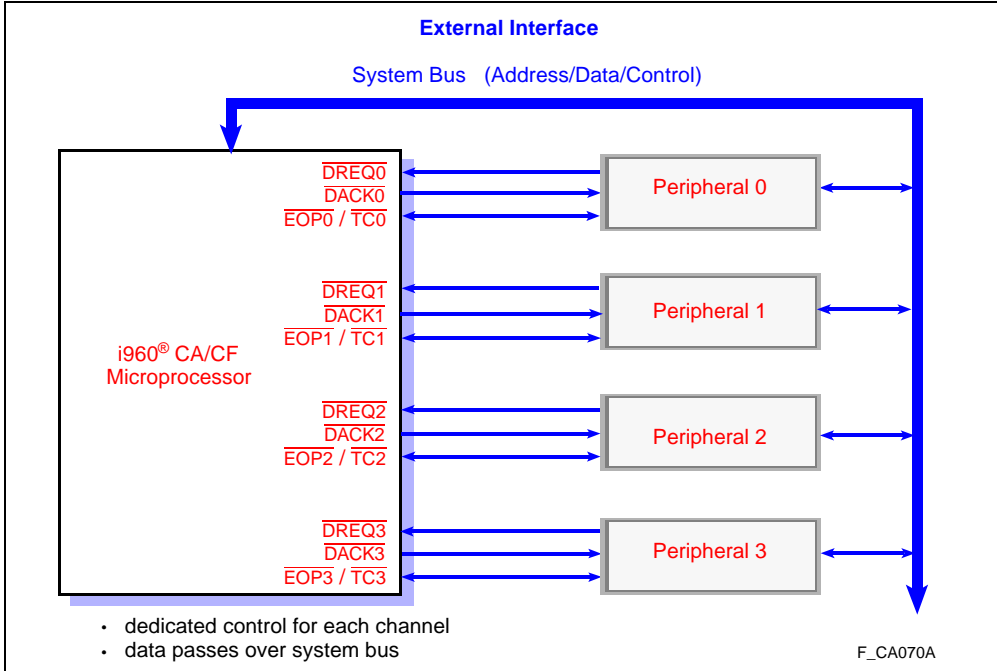 External Interface
System Bus (Address/Data/Control)
DREQ0
DACK0
EOP0 / TC0
Peripheral 0
DREQ1
DACK1
EOP1 / TC1
Peripheral 1
i960® CA/CF
Microprocessor
DREQ2
DACK2
EOP2 / TC2
Peripheral 2
DREQ3
DACK3
EOP3 / TC3
Peripheral 3
• dedicated control for each channel
• data passes over system bus
F_CA070A